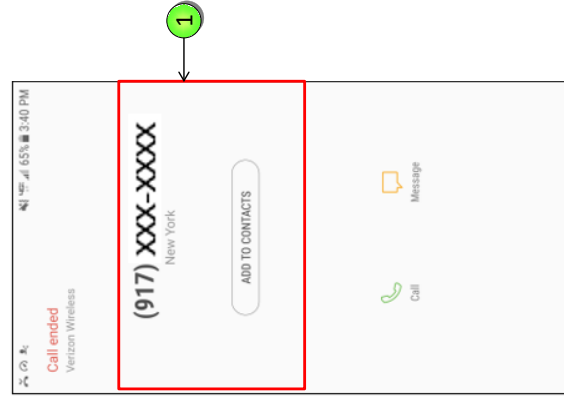 65% 3:40 PM
Call ended
Verizon Wireless
(917) XXX-XXXX
New York
ADD TO CONTACTS
Call Message
1